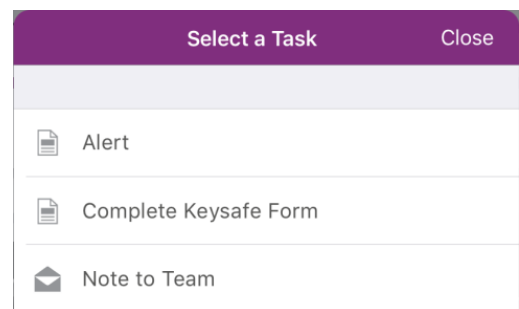 Select a Task Close
Alert
Complete Keysafe Form
Note to Team